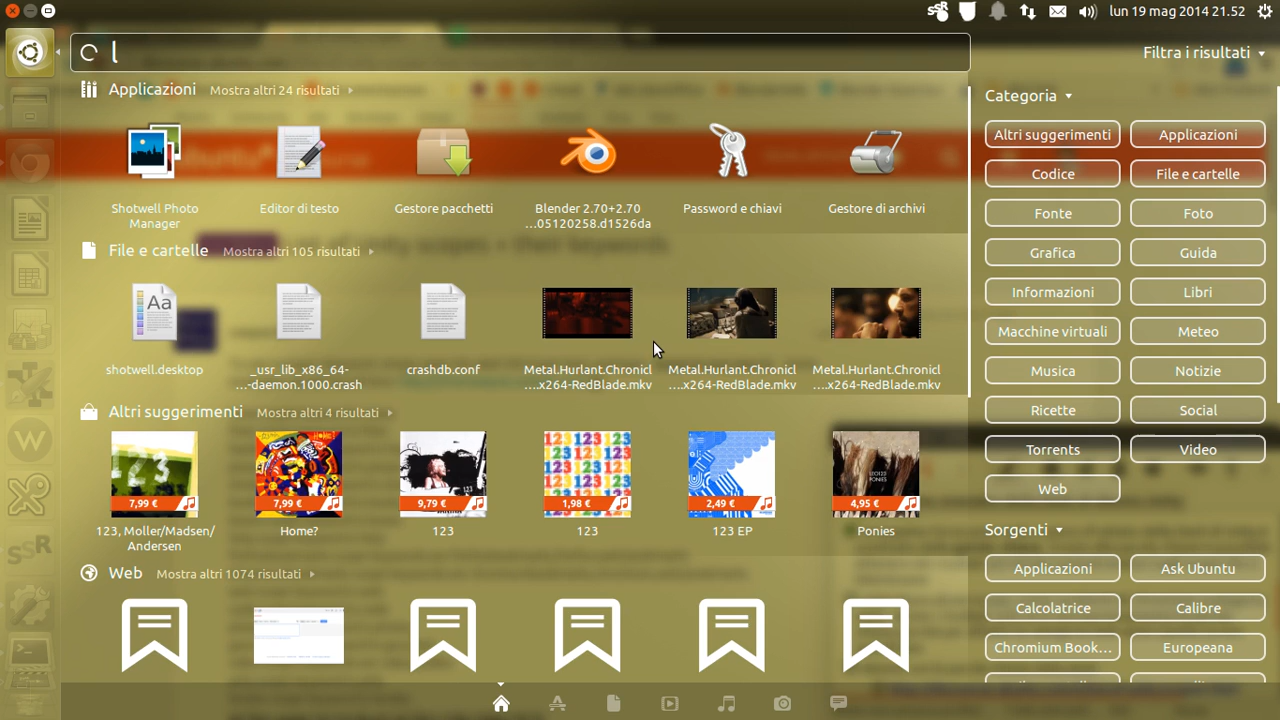 lun 19 mag 2014 21.52
l
Filtra i risultati
Applicazioni Mostra altri 24 risultati
Shotwell Photo Manager
Editor di testo
Gestore pacchetti
Blender 2.70+2.70 …05120258.d1526da
Password e chiavi
Gestore di archivi
File e cartelle Mostra altri 105 risultati
shotwell.desktop
_usr_lib_x86_64-…-daemon.1000.crash
crashdb.conf
Metal.Hurlant.Chronicl….x264-RedBlade.mkv
Metal.Hurlant.Chronicl….x264-RedBlade.mkv
Metal.Hurlant.Chronicl….x264-RedBlade.mkv
Altri suggerimenti Mostra altri 4 risultati
7,99 €
7,99 €
9,79 €
1,98 €
2,49 €
4,95 €
123, Moller/Madsen/Andersen
Home?
123
123
123 EP
Ponies
Web Mostra altri 1074 risultati
Categoria
Altri suggerimenti
Applicazioni
Codice
File e cartelle
Fonte
Foto
Grafica
Guida
Informazioni
Libri
Macchine virtuali
Meteo
Musica
Notizie
Ricette
Social
Torrents
Video
Web
Sorgenti
Applicazioni
Ask Ubuntu
Calcolatrice
Calibre
Chromium Book…
Europeana